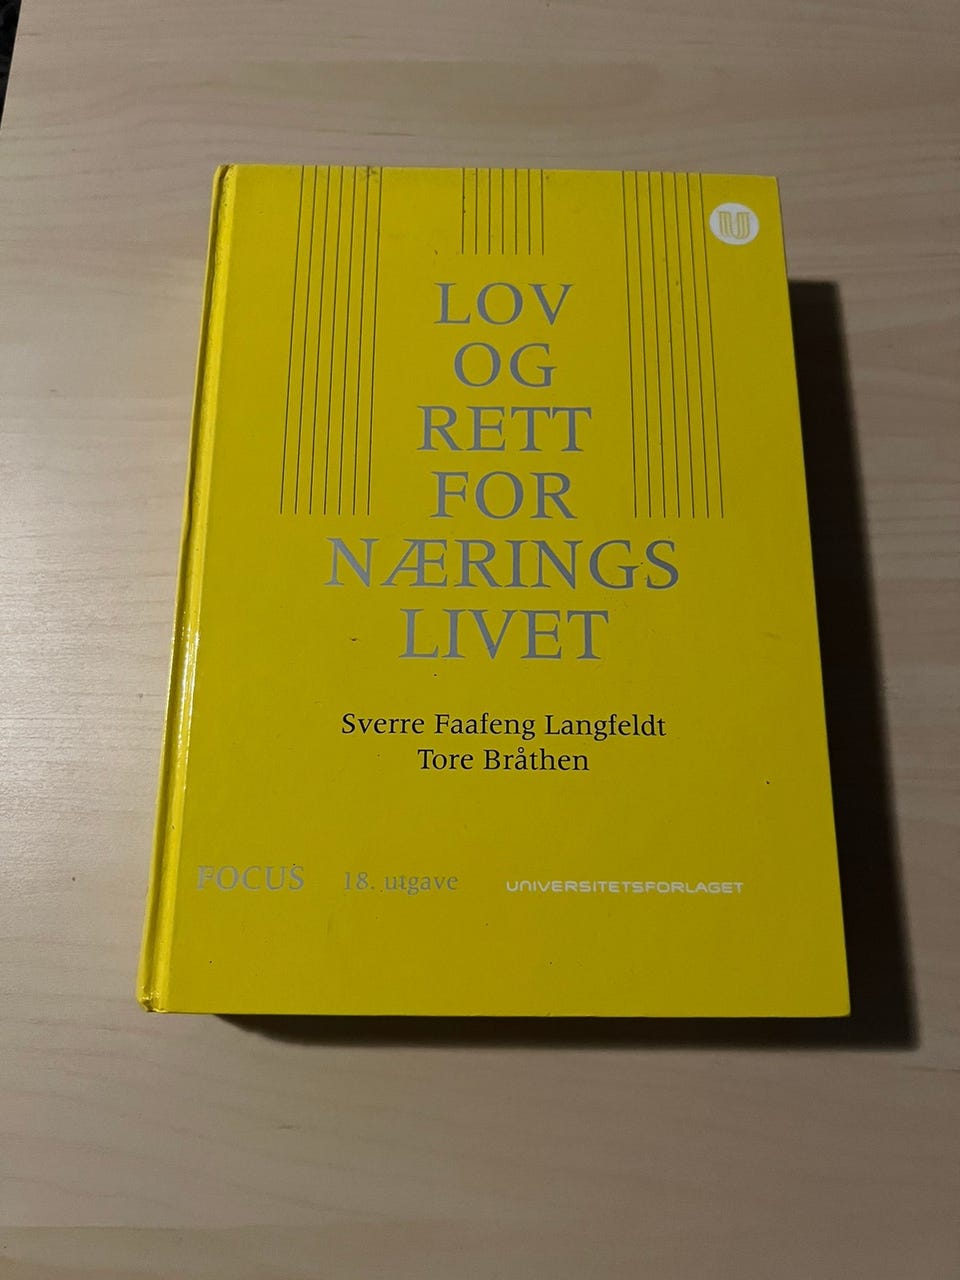 U
LOV
OG
RETT
FOR
NÆRINGS
LIVET
Sverre Faafeng Langfeldt
Tore Bråthen
FOCUS 18. utgave UNIVERSITETSFORLAGET